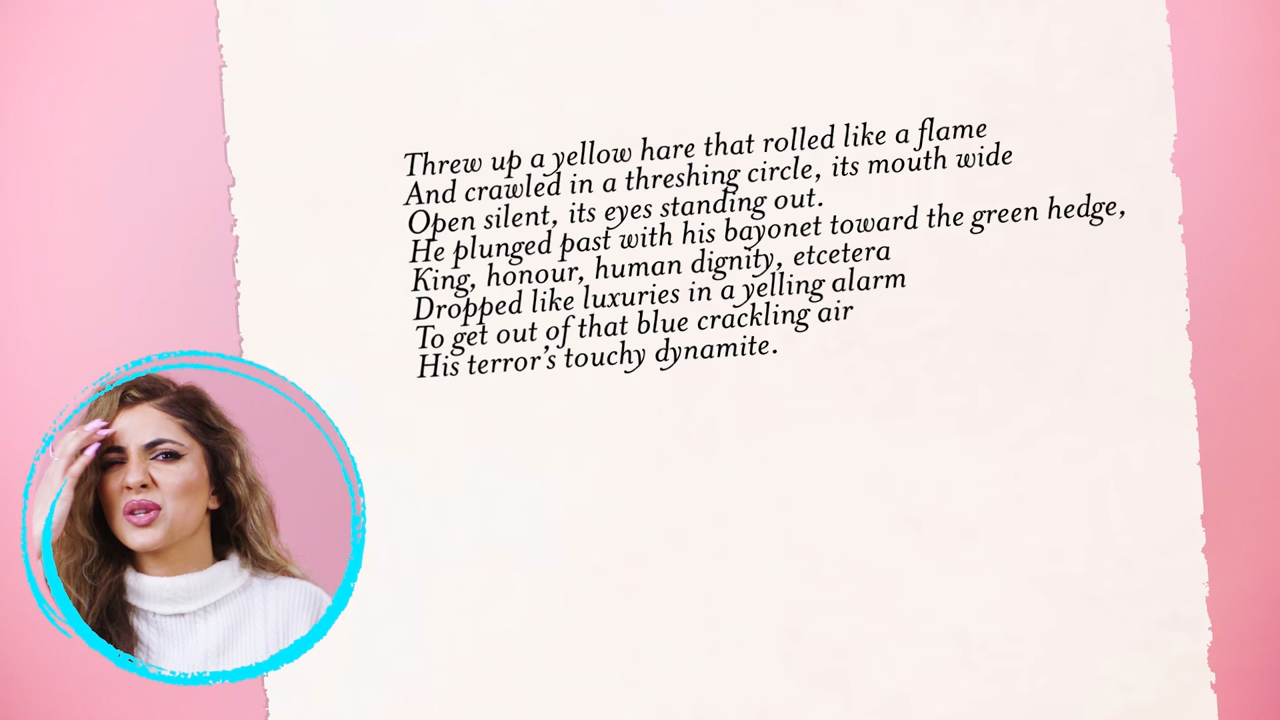 Threw up a yellow hare that rolled like a flame
And crawled in a threshing circle, its mouth wide
Open silent, its eyes standing out.
He plunged past with his bayonet toward the green hedge,
King, honour, human dignity, etcetera
Dropped like luxuries in a yelling alarm
To get out of that blue crackling air
His terror's touchy dynamite.